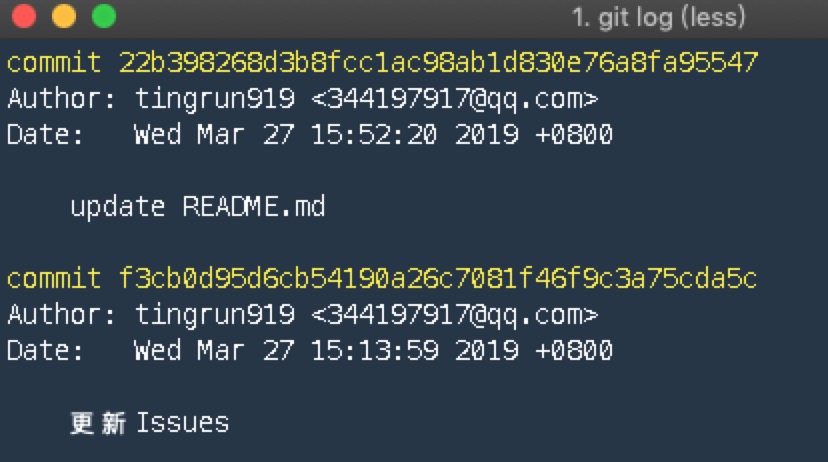 1. git log (less)
commit 22b398268d3b8fcc1ac98ab1d830e76a8fa95547
Author: tingrun919 <344197917@qq.com>
Date:   Wed Mar 27 15:52:20 2019 +0800
update README.md
commit f3cb0d95d6cb54190a26c7081f46f9c3a75cda5c
Author: tingrun919 <344197917@qq.com>
Date:   Wed Mar 27 15:13:59 2019 +0800
更新 Issues